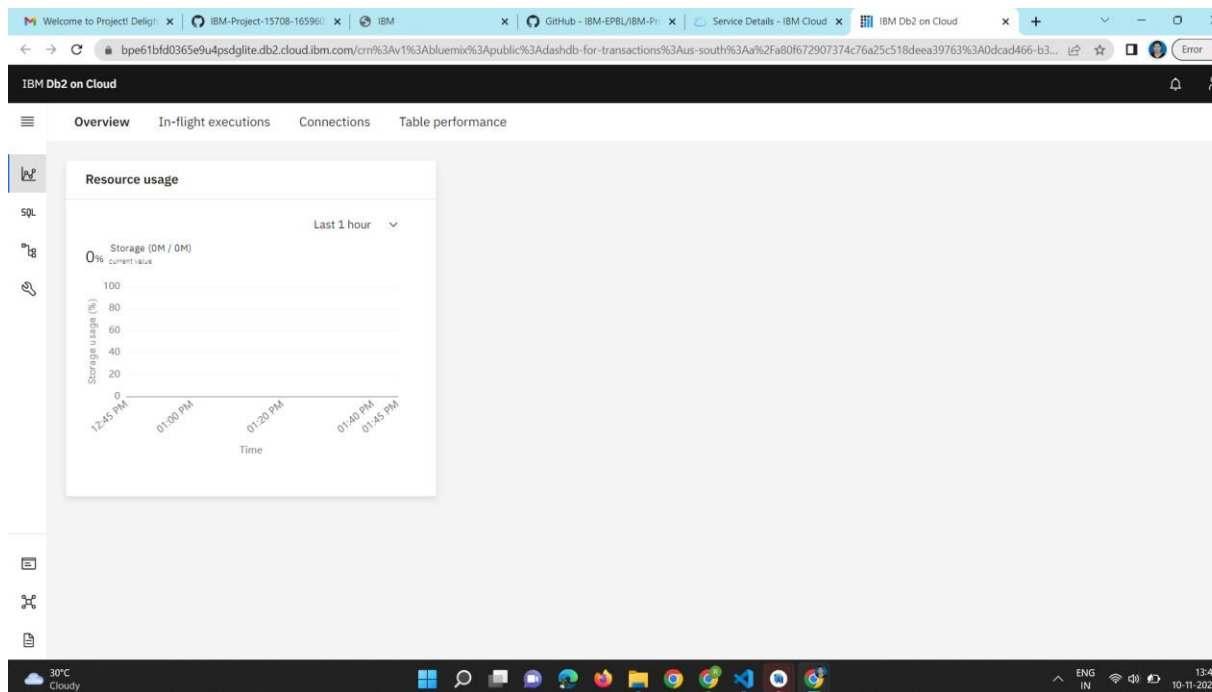 Welcome to Project! Deligh
IBM-Project-15708-165960
IBM
GitHub - IBM-EPBL/IBM-Pr
Service Details - IBM Cloud
IBM Db2 on Cloud
bpe61bfd0365e9u4psdglite.db2.cloud.ibm.com/crn%3Av1%3Abluemix%3Apublic%3Adashdb-for-transactions%3Aus-south%3Aa%2Fa80f672907374c76a25c518deea39763%3A0dcad466-b3...
Error
IBM Db2 on Cloud
Overview In-flight executions Connections Table performance
Resource usage
Last 1 hour
SQL
0% Storage (0M / 0M)
current value
100
80
60
40
20
0
Storage usage (%)
12:45 PM 01:00 PM 01:20 PM 01:40 PM 01:45 PM
Time
30°C
Cloudy
ENG
IN
13:4
10-11-202